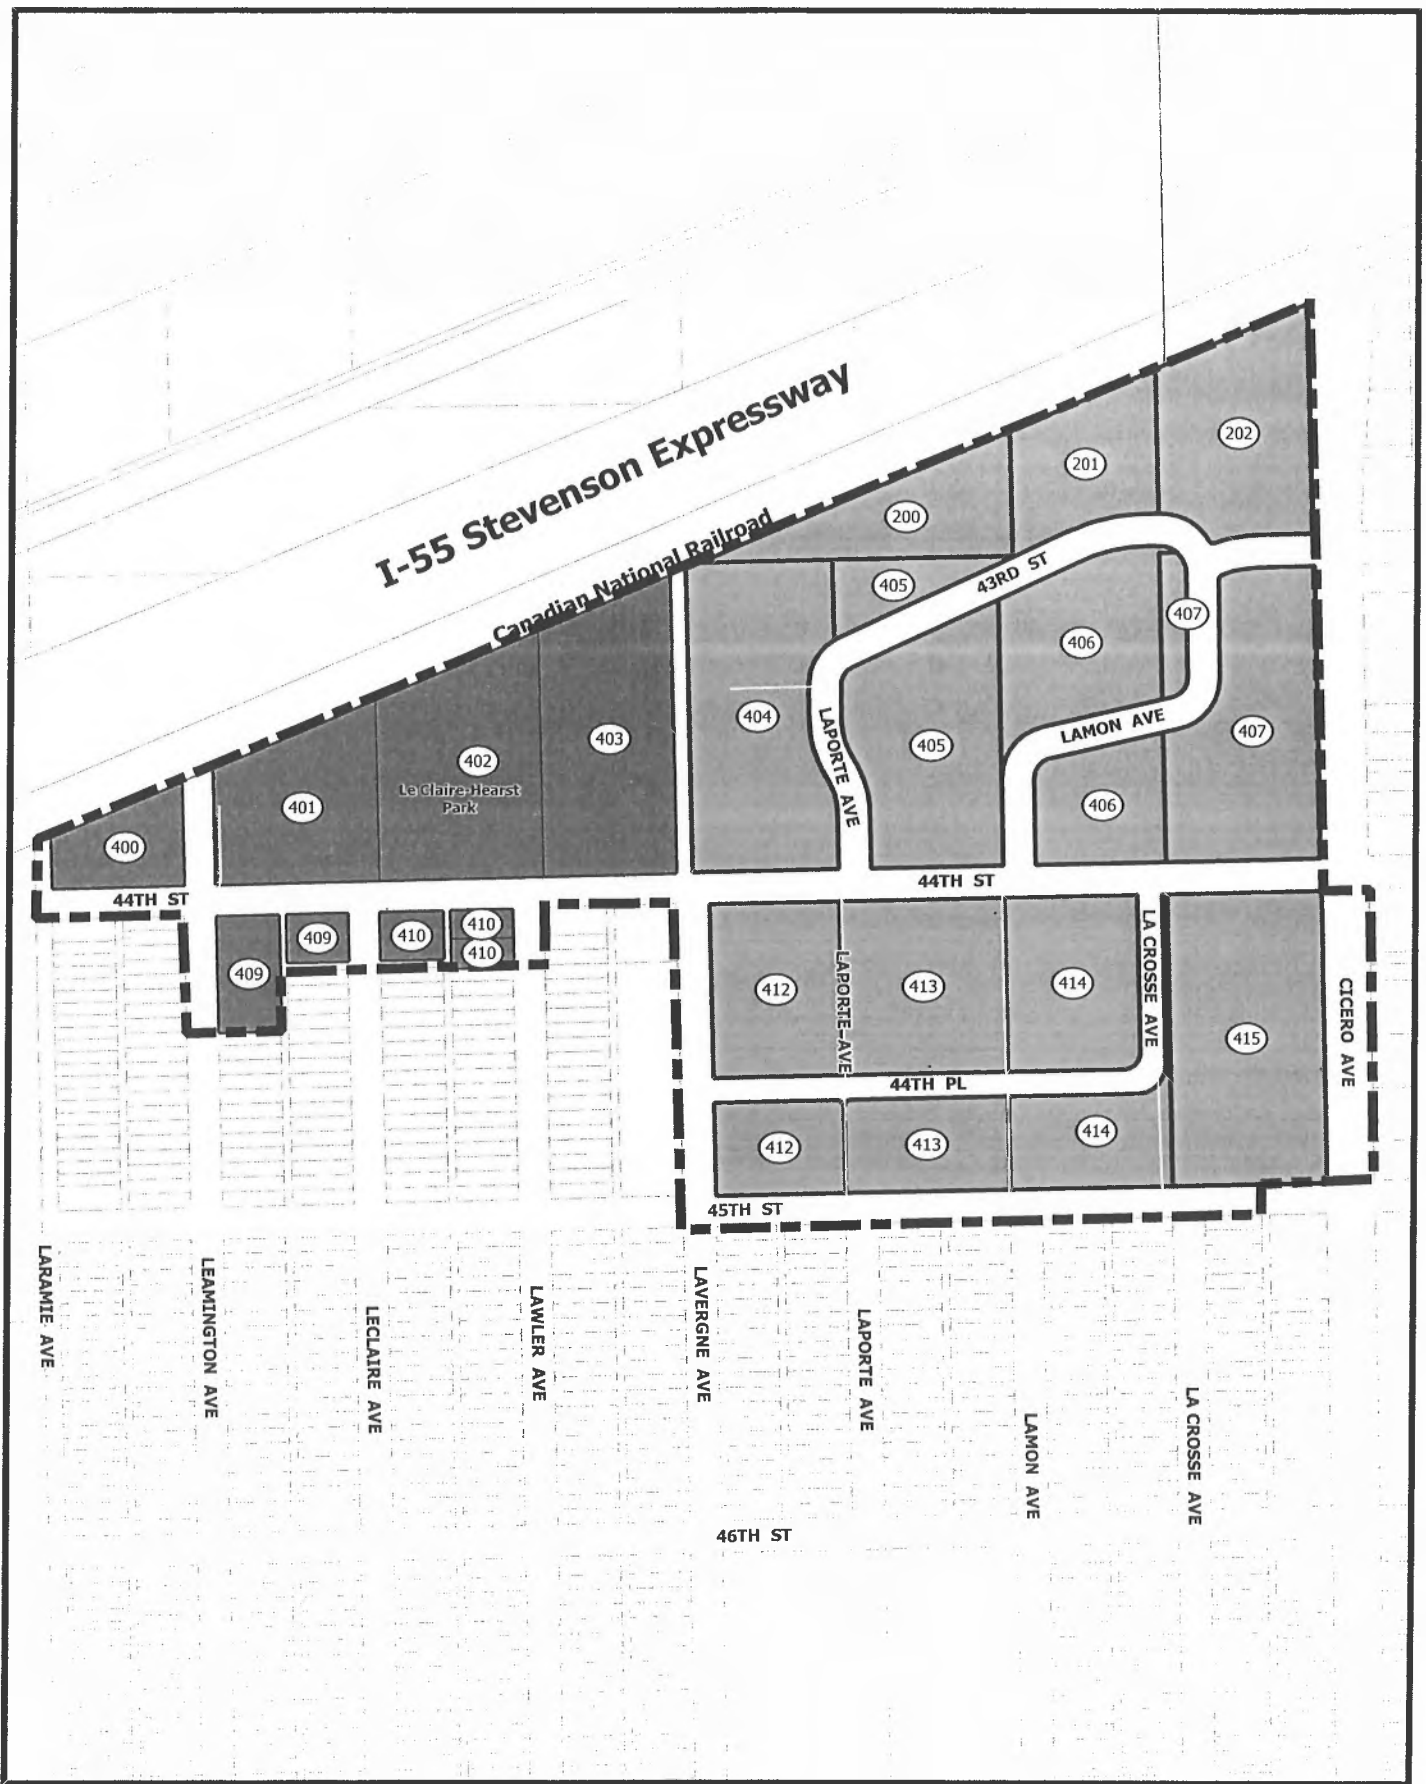 I-55 Stevenson Expressway
Canadian National Railroad
202
201
200
405
43RD ST
407
406
404
LAPORTE AVE
405
LAMON AVE
407
403
402
Le Claire-Hearst
Park
401
406
400
44TH ST
44TH ST
409
409
410
410
410
412
LAPORTE AVE
413
414
LA CROSSE AVE
415
CICERO AVE
44TH PL
412
413
414
45TH ST
LARAMIE AVE
LEAMINGTON AVE
LECLAIRE AVE
LAWLER AVE
LAVERGNE AVE
LAPORTE AVE
LAMON AVE
LA CROSSE AVE
46TH ST